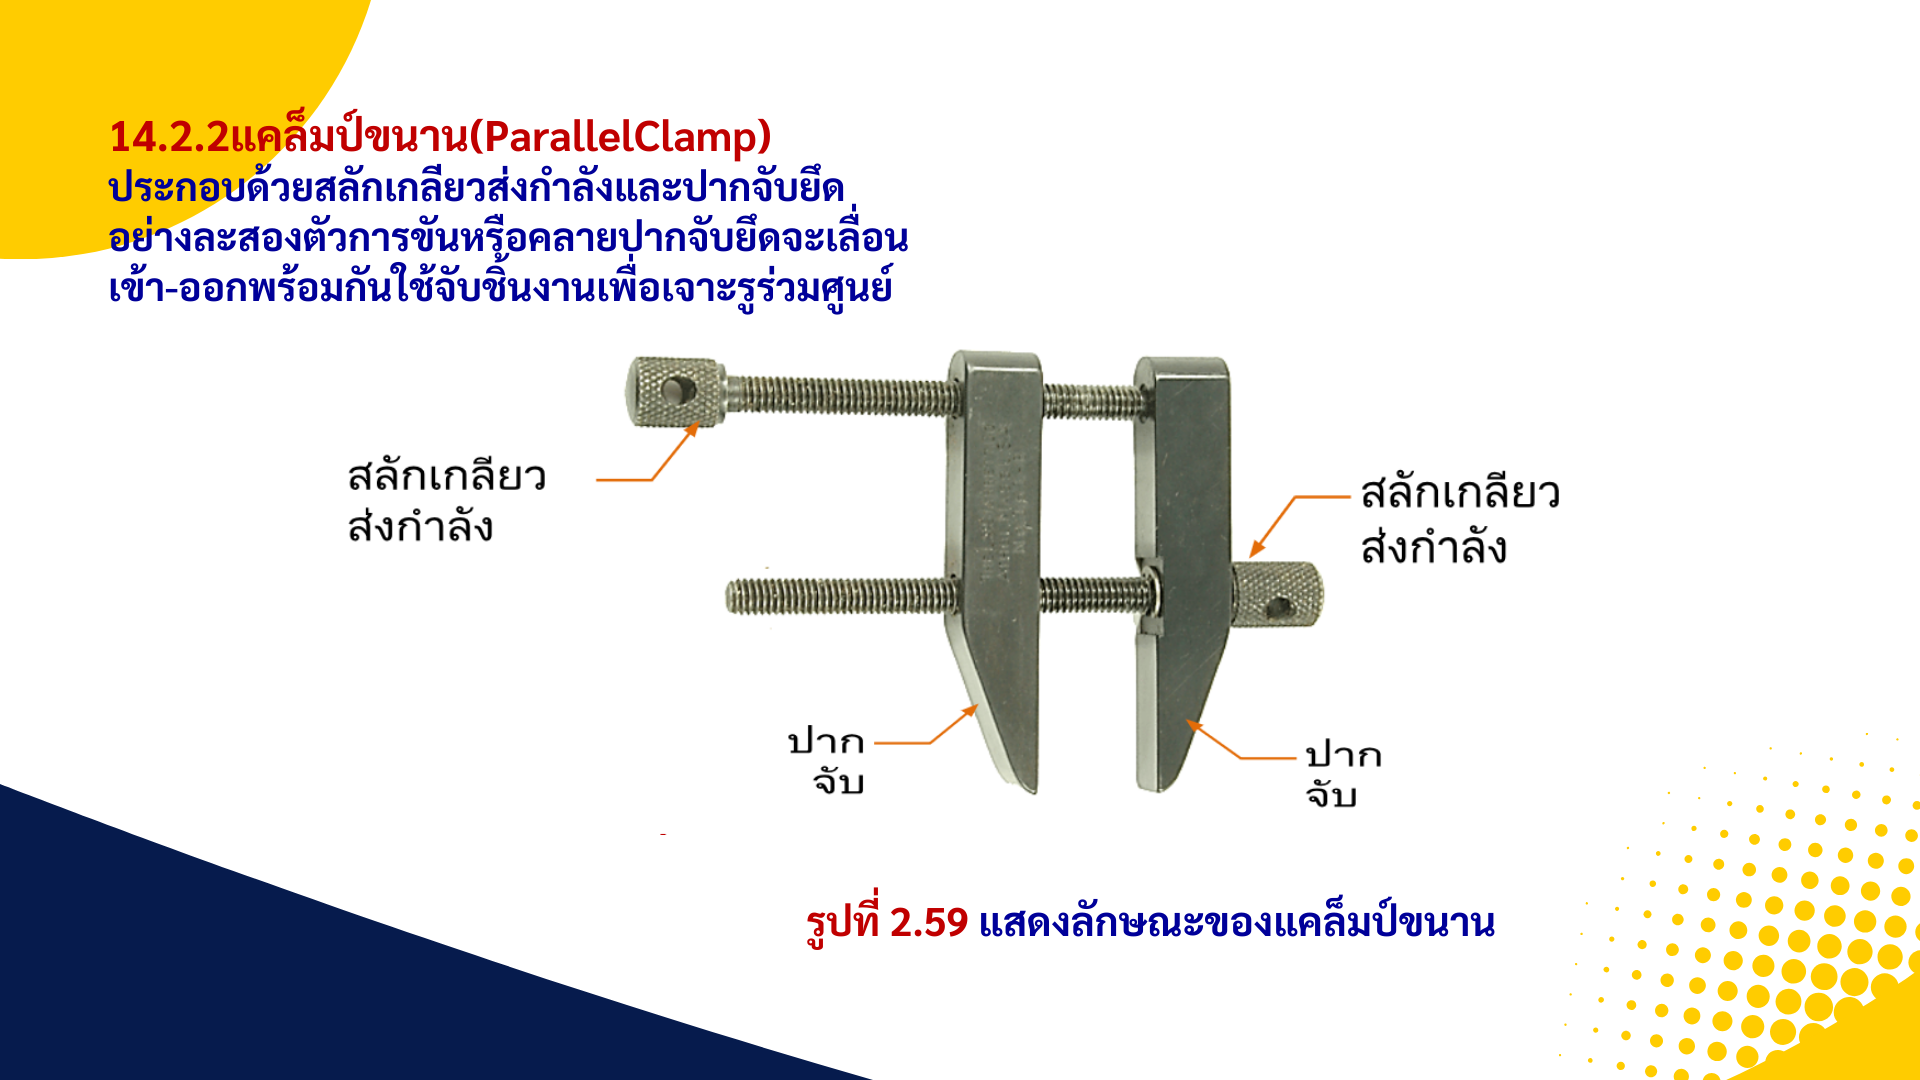 14.2.2แคล็มป์ขนาน(ParallelClamp)
ประกอบด้วยสลักเกลียวส่งกำลังและปากจับยึด
อย่างละสองตัวการขันหรือคลายปากจับยึดจะเลื่อน
เข้า-ออกพร้อมกันใช้จับชิ้นงานเพื่อเจาะรูร่วมศูนย์
สลักเกลียว
ส่งกำลัง
สลักเกลียว
ส่งกำลัง
ปาก
จับ
ปาก
จับ
รูปที่ 2.59 แสดงลักษณะของแคล็มป์ขนาน